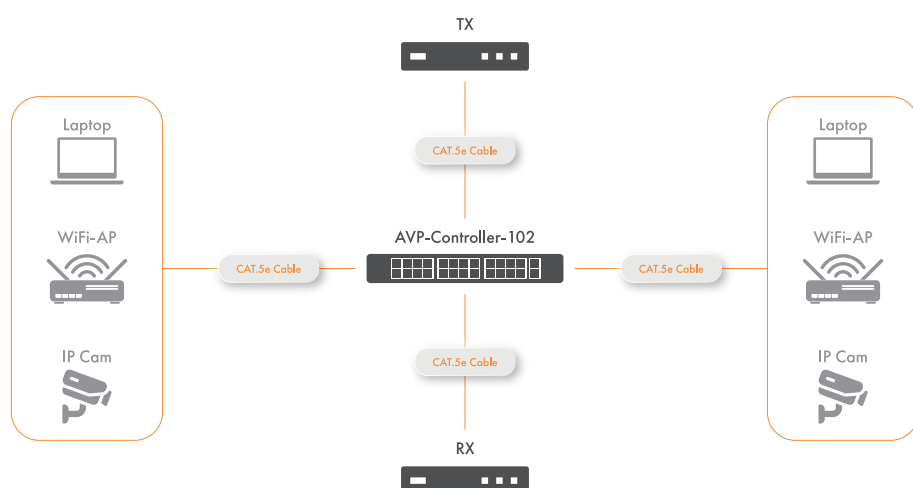 TX
Laptop
Laptop
CAT.5e Cable
WiFi-AP
AVP-Controller-102
WiFi-AP
CAT.5e Cable
CAT.5e Cable
IP Cam
CAT.5e Cable
IP Cam
RX